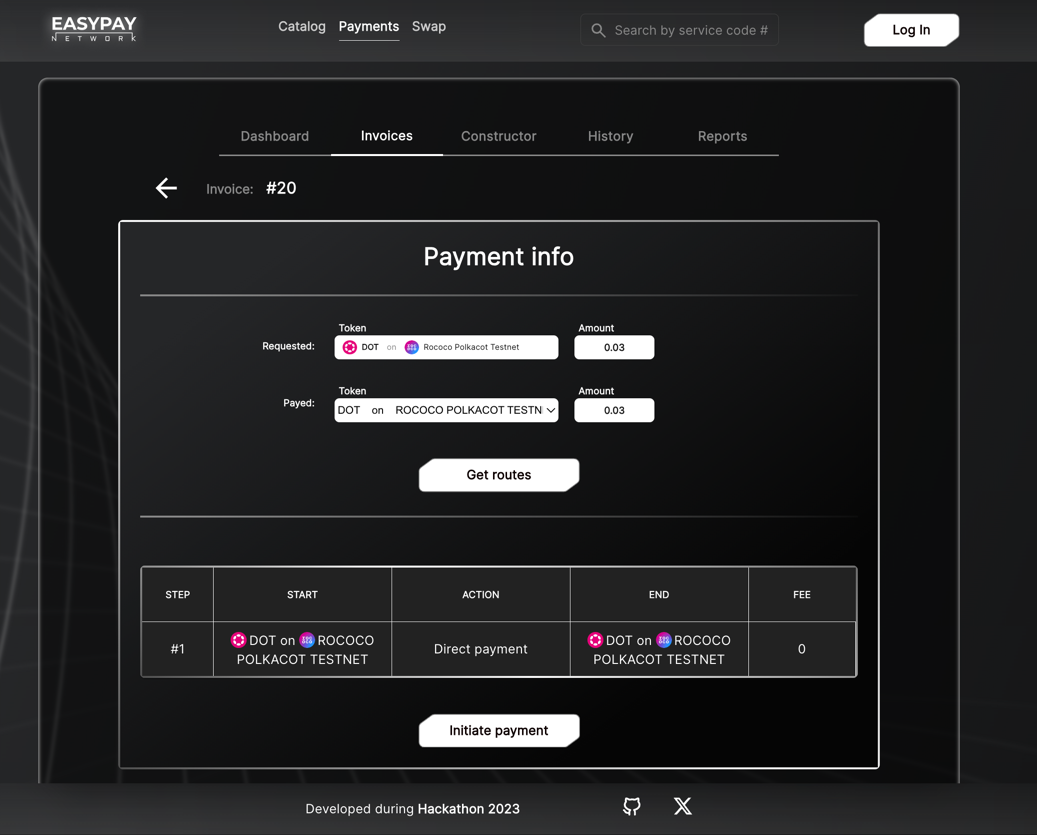 EASYPAY
NETWORK
Catalog Payments Swap
Search by service code #
Log In
Dashboard Invoices Constructor History Reports
Invoice: #20
Payment info
Token Amount
Requested: DOT on Rococo Polkacot Testnet 0.03
Token Amount
Payed: DOT on ROCOCO POLKACOT TESTN 0.03
Get routes
STEP START ACTION END FEE
#1 DOT on ROCOCO POLKACOT TESTNET Direct payment DOT on ROCOCO POLKACOT TESTNET 0
Initiate payment
Developed during Hackathon 2023